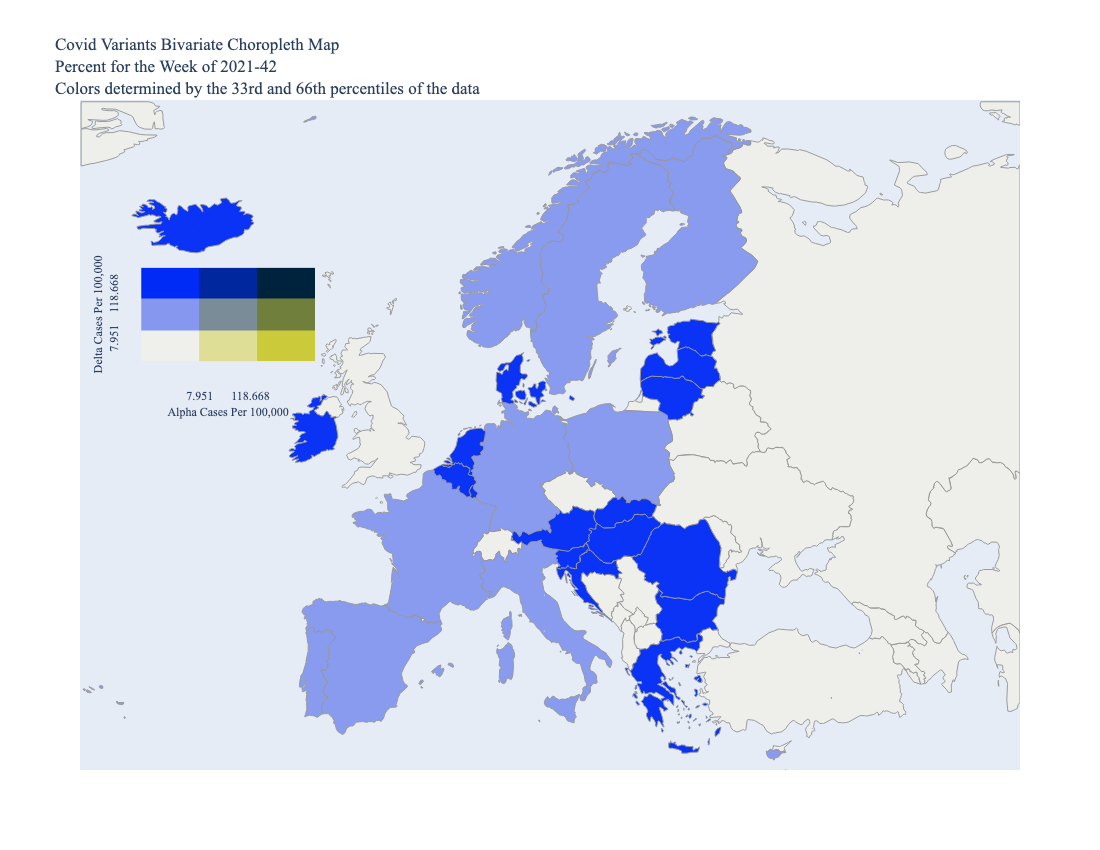 Covid Variants Bivariate Choropleth Map
Percent for the Week of 2021-42
Colors determined by the 33rd and 66th percentiles of the data
Delta Cases Per 100,000
7.951 118.668
7.951 118.668
Alpha Cases Per 100,000